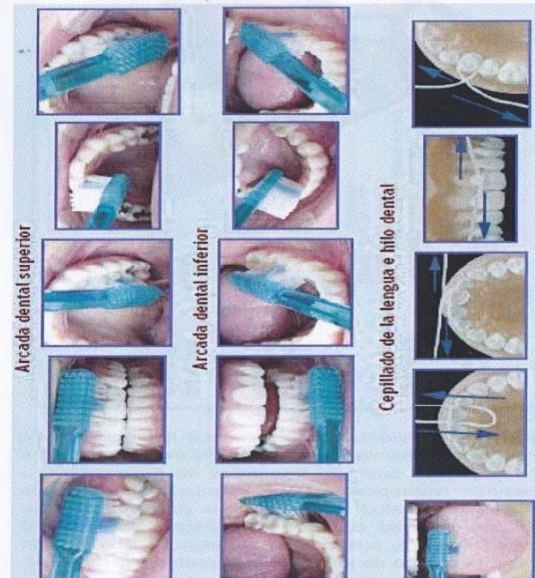 Arcada dental superior
Arcada dental inferior
Cepillado de la lengua e hilo dental